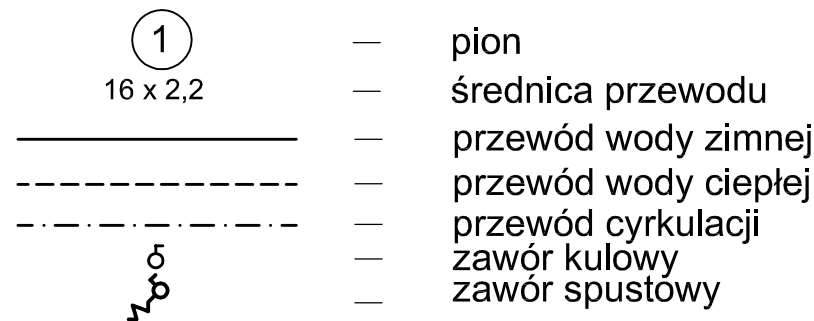 1 — pion
16 x 2,2 — średnica przewodu
— przewód wody zimnej
— przewód wody ciepłej
— przewód cyrkulacji
— zawór kulowy
— zawór spustowy